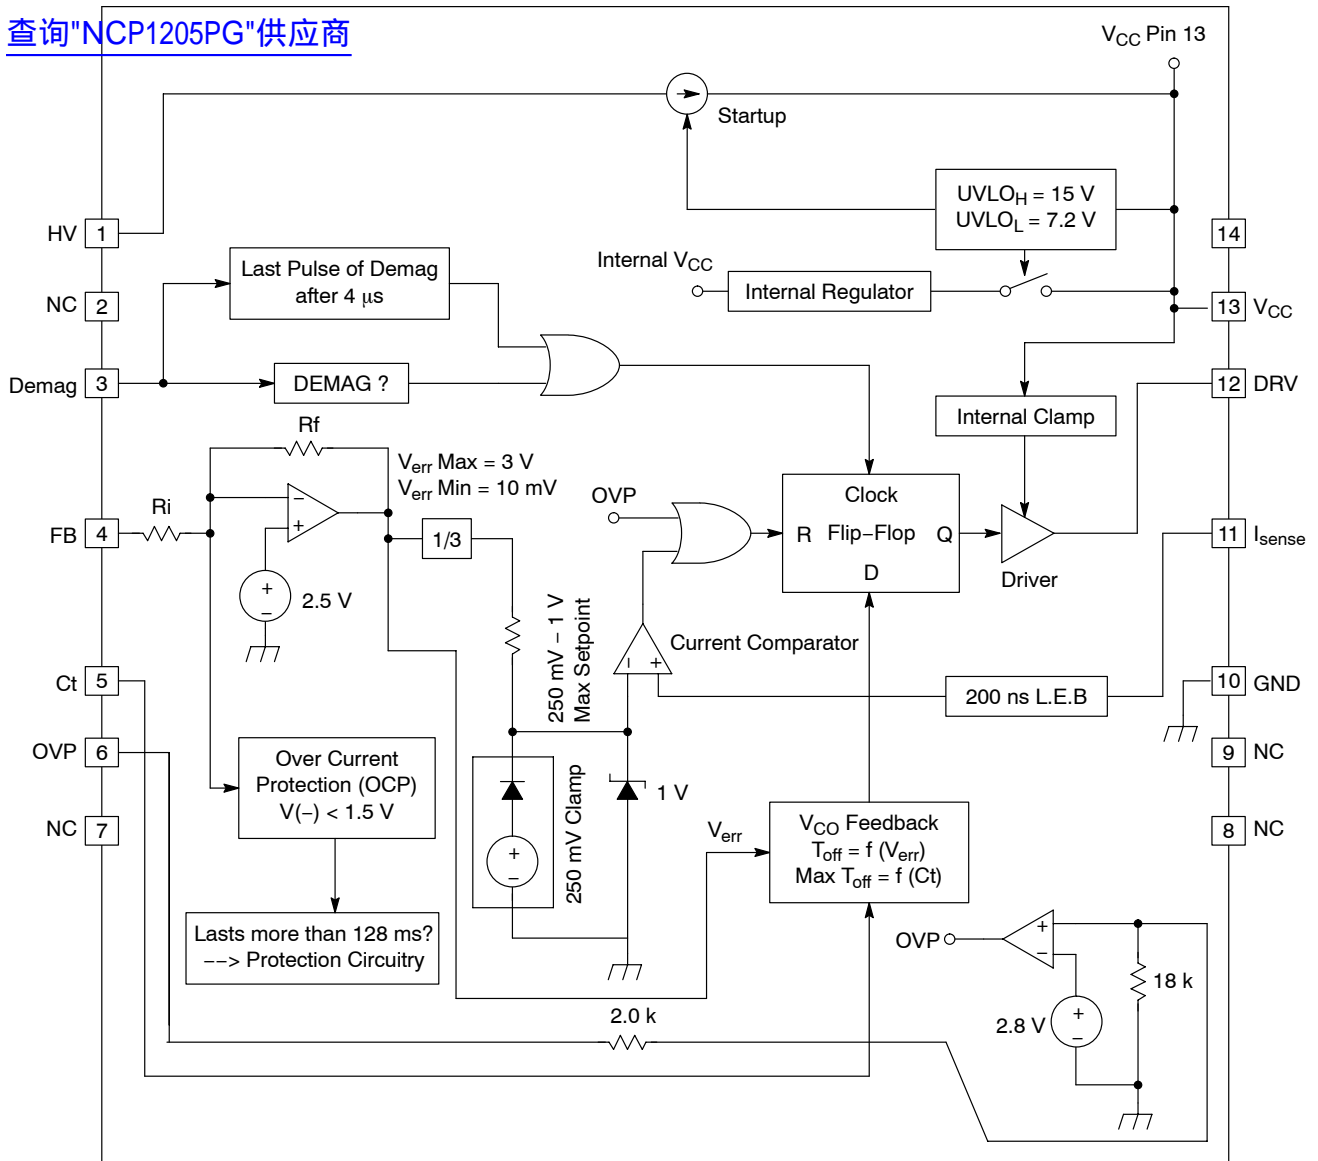 查询"NCP1205PG"供应商
VCC Pin 13
Startup
UVLOH = 15 V
UVLOL = 7.2 V
HV 1
14
Last Pulse of Demag
after 4 μs
Internal VCC
Internal Regulator
NC 2
13 VCC
Demag 3
DEMAG ?
12 DRV
Internal Clamp
Rf
Verr Max = 3 V
Verr Min = 10 mV
Clock
OVP
Ri
−
+
FB 4
1/3
R Flip−Flop Q
D
Driver
11 Isense
+
−
2.5 V
250 mV − 1 V
Max Setpoint
Current Comparator
− +
Ct 5
200 ns L.E.B
10 GND
OVP 6
Over Current
Protection (OCP)
V(−) < 1.5 V
9 NC
250 mV Clamp
+
−
1 V
NC 7
Verr
VCO Feedback
Toff = f (Verr)
Max Toff = f (Ct)
8 NC
Lasts more than 128 ms?
−−> Protection Circuitry
OVP
+
−
18 k
2.0 k
2.8 V
+
−